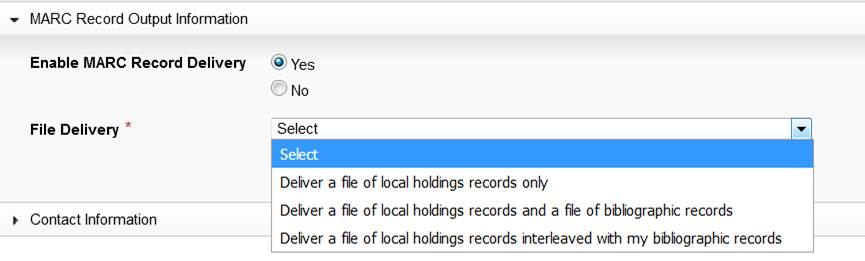 MARC Record Output Information
Enable MARC Record Delivery
Yes
No
File Delivery *
Select
Select
Deliver a file of local holdings records only
Deliver a file of local holdings records and a file of bibliographic records
Deliver a file of local holdings records interleaved with my bibliographic records
Contact Information